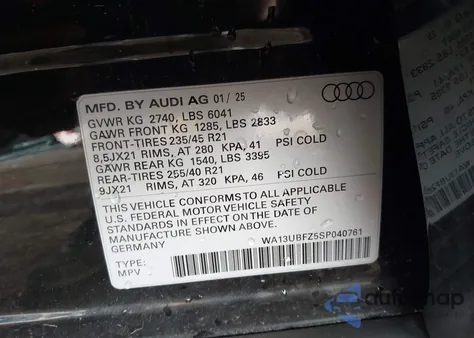 MFD. BY AUDI AG 01 / 25
GVWR KG 2740, LBS 6041
GAWR FRONT KG 1285, LBS 2833
FRONT-TIRES 235/45 R21
8,5JX21 RIMS, AT 280 KPA, 41 PSI COLD
GAWR REAR KG 1540, LBS 3395
REAR-TIRES 255/40 R21
9JX21 RIMS, AT 320 KPA, 46 PSI COLD
THIS VEHICLE CONFORMS TO ALL APPLICABLE
U.S. FEDERAL MOTOR VEHICLE SAFETY
STANDARDS IN EFFECT ON THE DATE OF
MANUFACTURE SHOWN ABOVE.
GERMANY
WA13UBFZ5SP040761
TYPE:
MPV